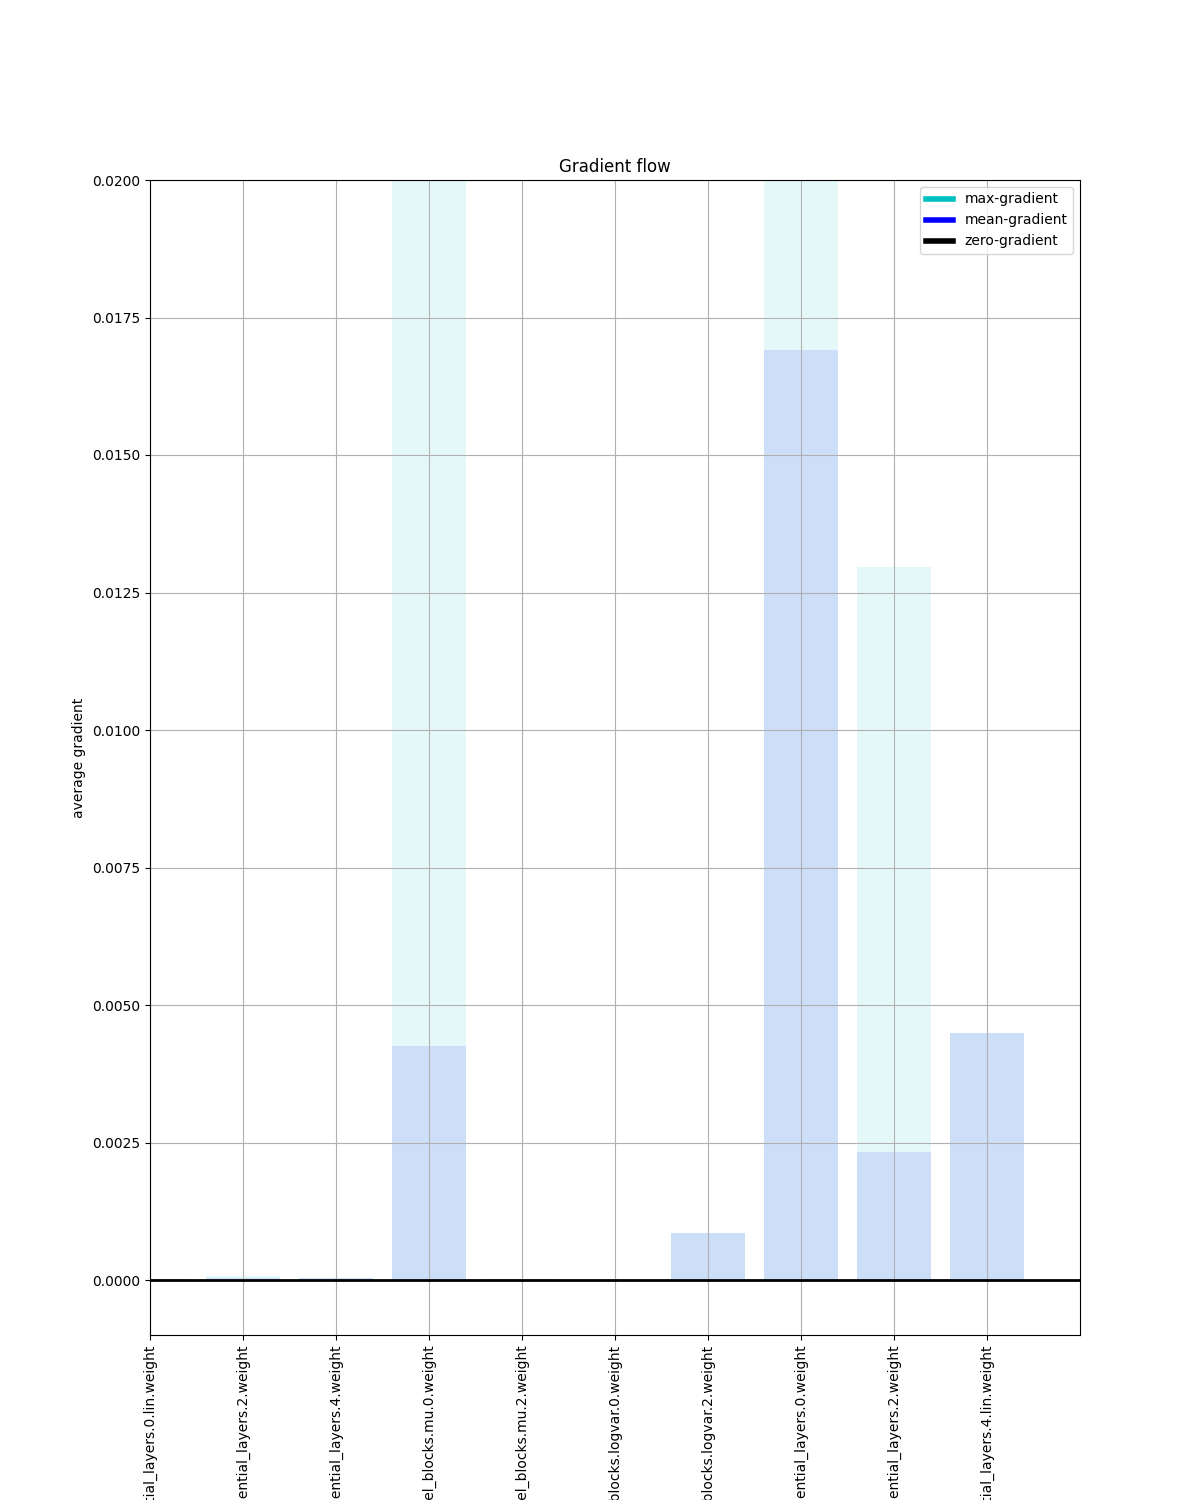 Gradient flow
max-gradient
mean-gradient
zero-gradient
0.0200
0.0175
0.0150
0.0125
0.0100
0.0075
0.0050
0.0025
0.0000
average gradient
tial_layers.0.lin.weight
ential_layers.2.weight
ential_layers.4.weight
el_blocks.mu.0.weight
el_blocks.mu.2.weight
blocks.logvar.0.weight
blocks.logvar.2.weight
ential_layers.0.weight
ential_layers.2.weight
tial_layers.4.lin.weight